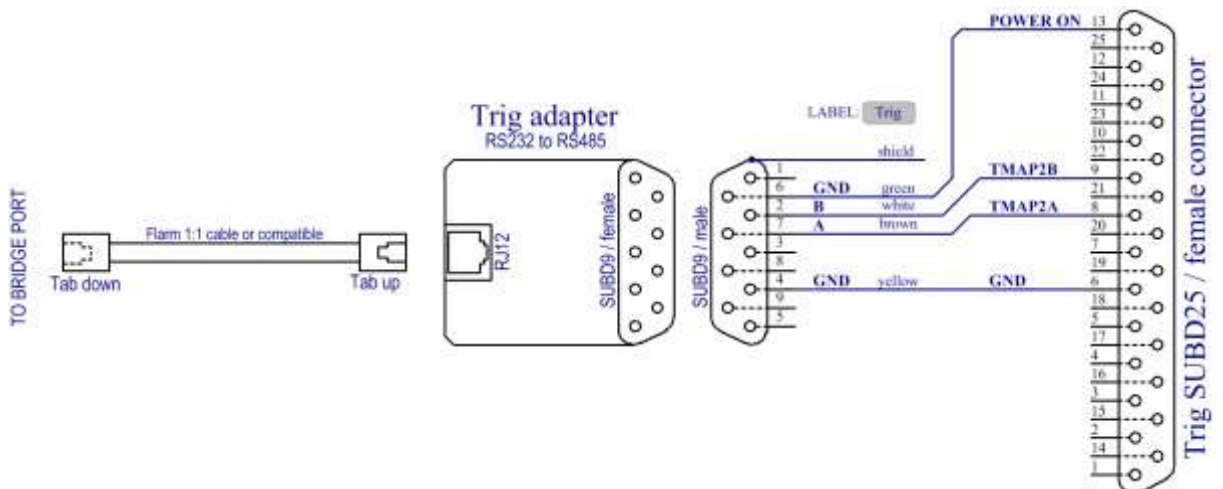 TO BRIDGE PORT
Flarm 1:1 cable or compatible
Tab down
Tab up
Trig adapter
RS232 to RS485
RJ12
SUBD9 / female
SUBD9 / male
LABEL: Trig
shield
1
6 GND green
2 B white
7 A brown
3
8
4 GND yellow GND
9
5
POWER ON 13
25
12
24
11
23
10
22
TMAP2B 9
21
TMAP2A 8
20
7
19
6
18
5
17
4
16
3
15
2
14
1
Trig SUBD25 / female connector